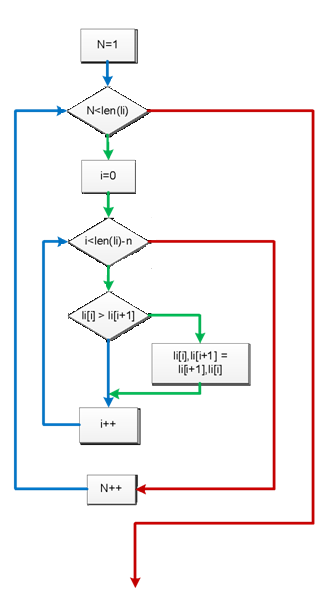 N=1
N<len(li)
i=0
i<len(li)-n
li[i] > li[i+1]
li[i],li[i+1] =
li[i+1],li[i]
i++
N++